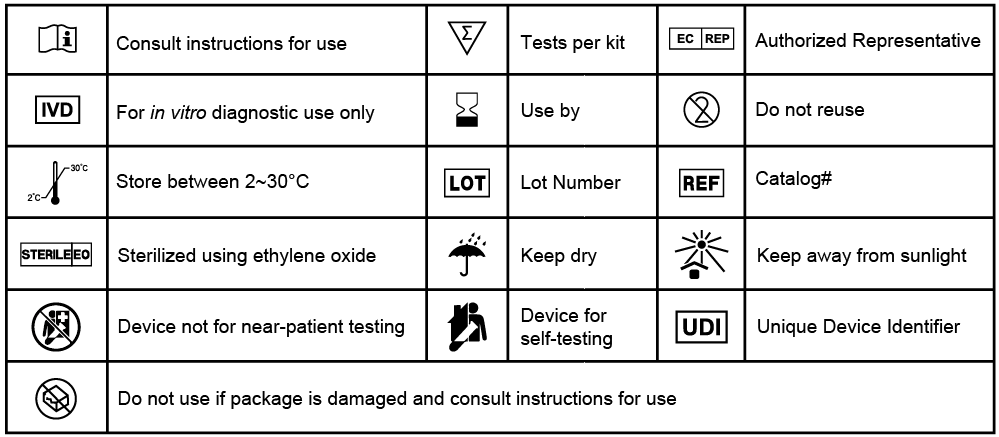 i Consult instructions for use Σ Tests per kit EC REP Authorized Representative
IVD For in vitro diagnostic use only Use by 2 Do not reuse
30°C
2°C Store between 2~30°C LOT Lot Number REF Catalog#
STERILE EO Sterilized using ethylene oxide Keep dry Keep away from sunlight
Device not for near-patient testing Device for
self-testing UDI Unique Device Identifier
Do not use if package is damaged and consult instructions for use